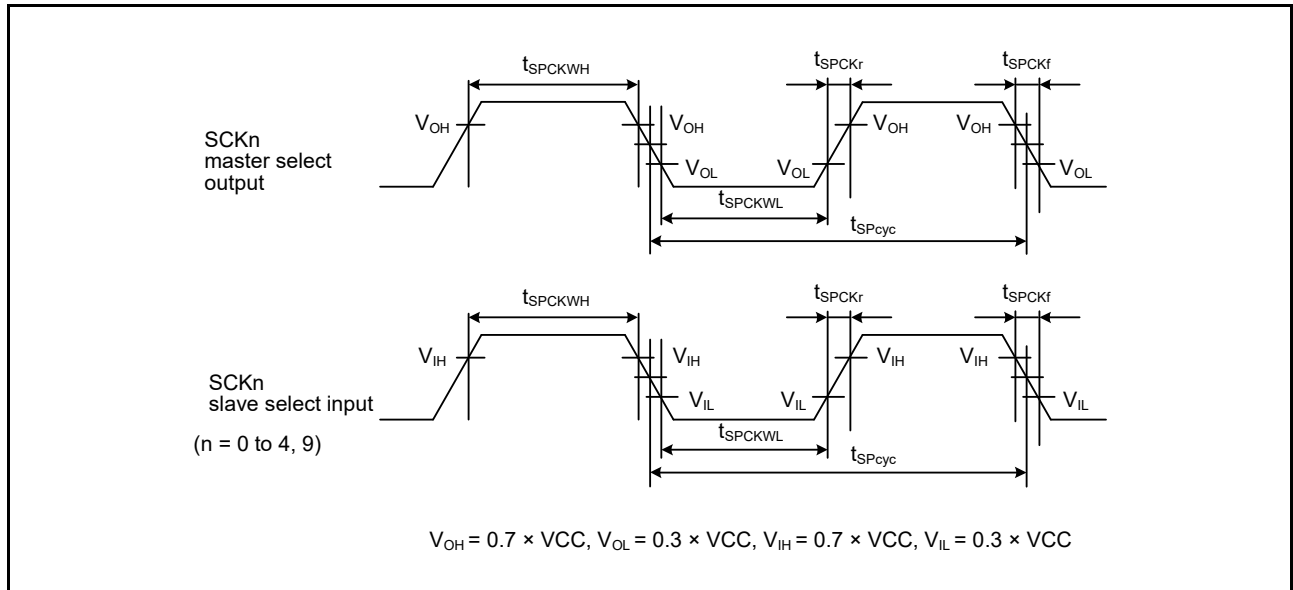 tSPCKWH
tSPCKr
tSPCKf
VOH
VOH
VOH
VOH
SCKn
master select
output
VOL
VOL
VOL
tSPCKWL
tSPcyc
tSPCKWH
tSPCKr
tSPCKf
VIH
VIH
VIH
VIH
SCKn
slave select input
VIL
VIL
VIL
tSPCKWL
(n = 0 to 4, 9)
tSPcyc
VOH = 0.7 × VCC, VOL = 0.3 × VCC, VIH = 0.7 × VCC, VIL = 0.3 × VCC